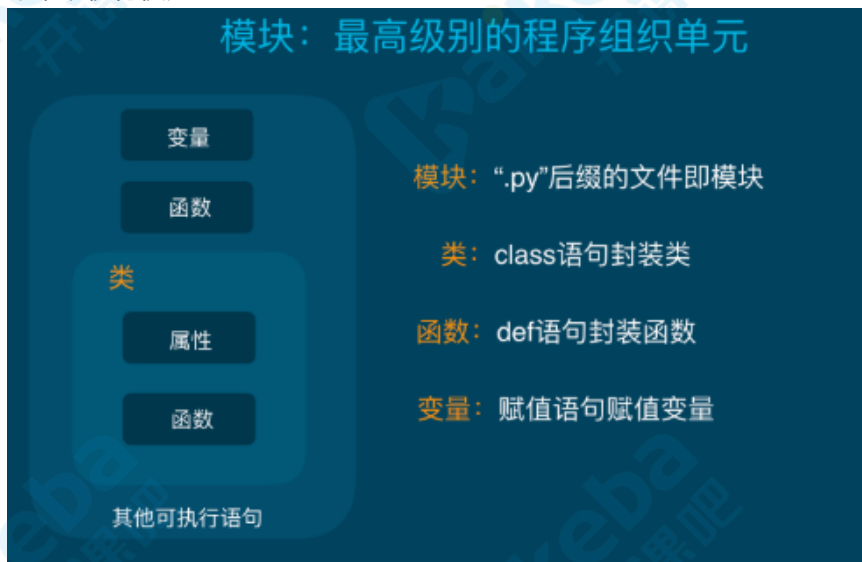 模块：最高级别的程序组织单元
变量
函数
类
属性
函数
其他可执行语句
模块：“.py”后缀的文件即模块
类：class语句封装类
函数：def语句封装函数
变量：赋值语句赋值变量